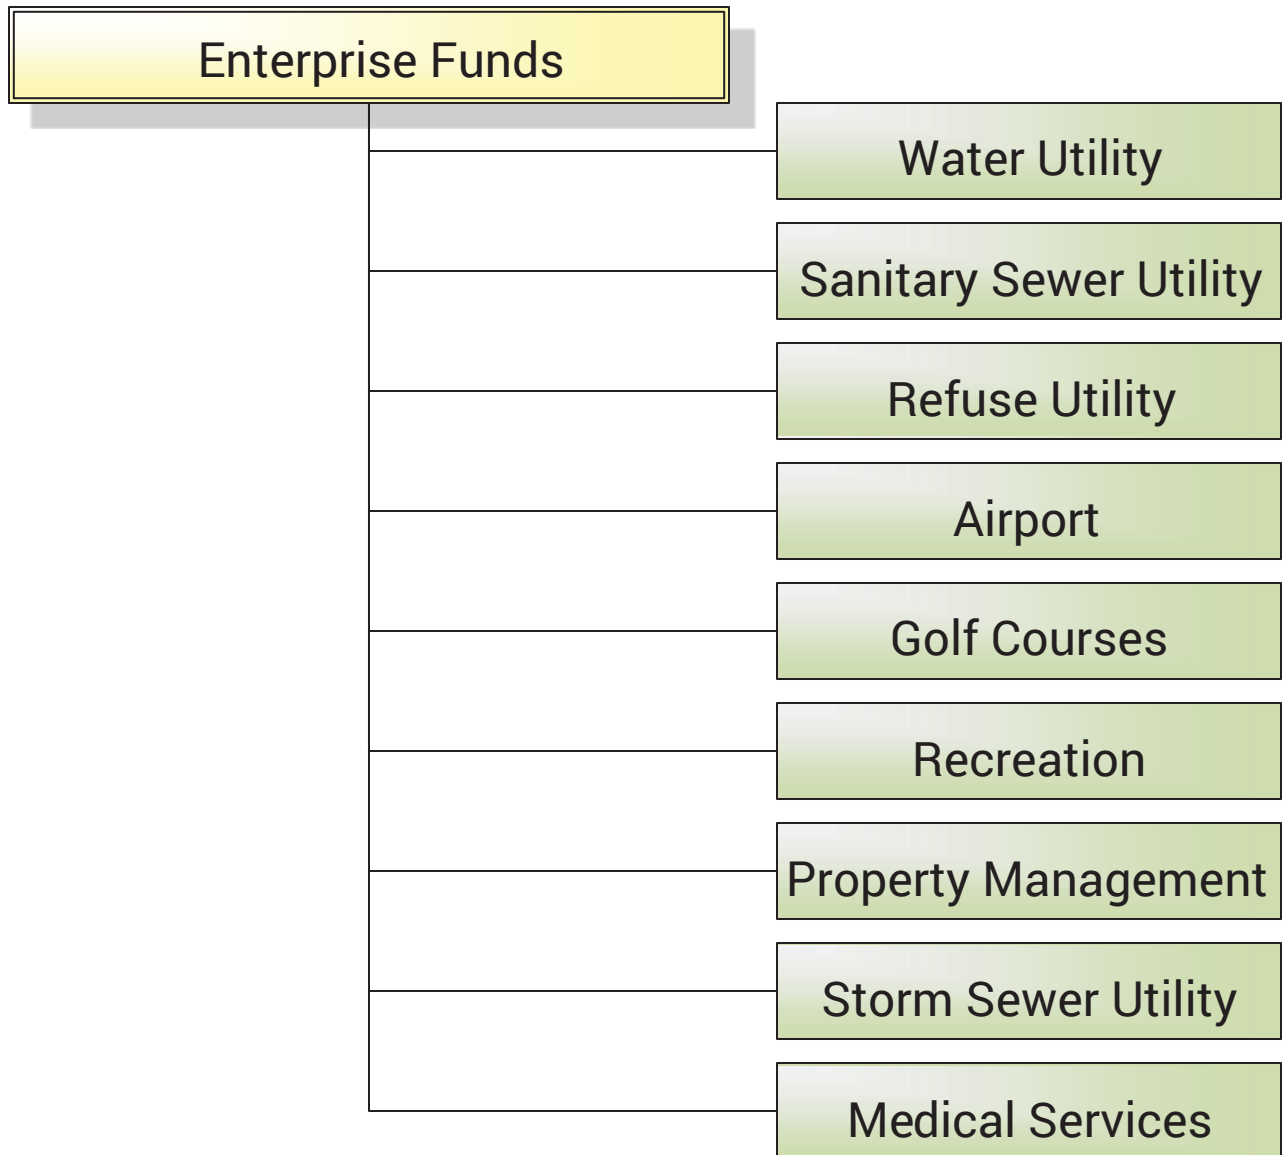 Enterprise Funds
Water Utility
Sanitary Sewer Utility
Refuse Utility
Airport
Golf Courses
Recreation
Property Management
Storm Sewer Utility
Medical Services